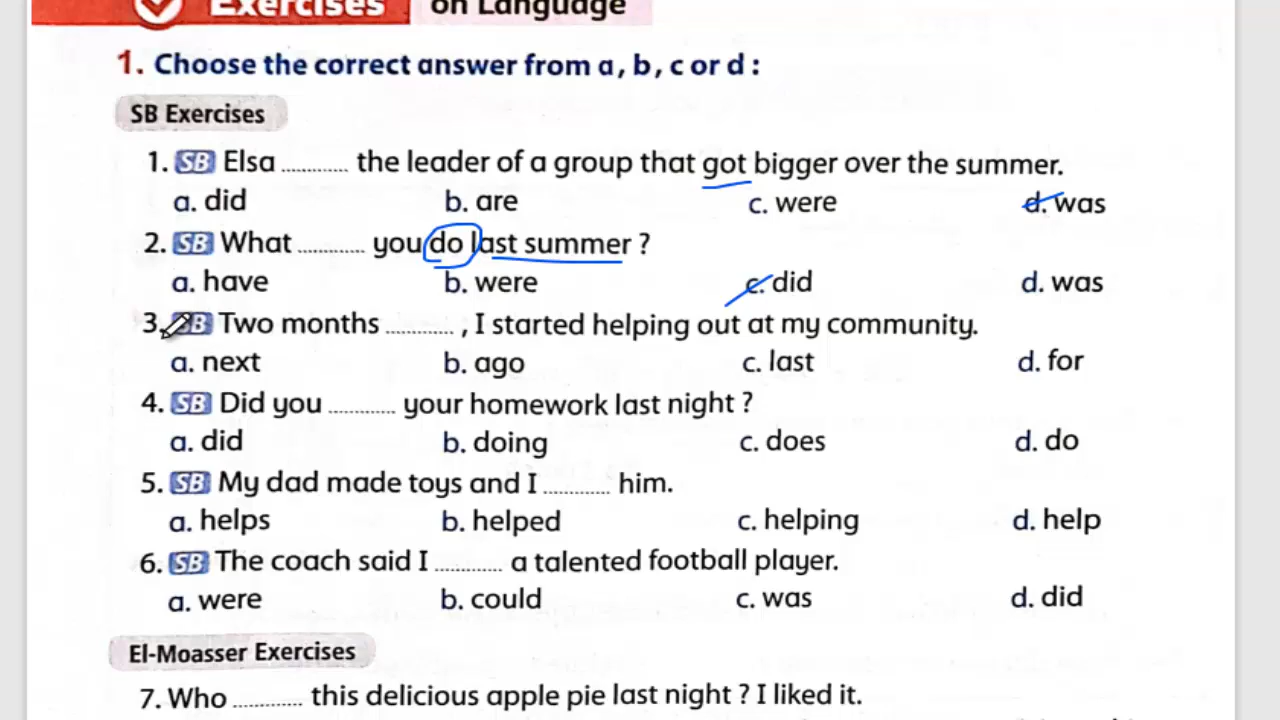 Exercises on Language
1. Choose the correct answer from a, b, c or d :
SB Exercises
1. SB Elsa ............ the leader of a group that got bigger over the summer.
a. did b. are c. were d. was
2. SB What ............ you do last summer ?
a. have b. were c. did d. was
3. SB Two months ............ , I started helping out at my community.
a. next b. ago c. last d. for
4. SB Did you ............ your homework last night ?
a. did b. doing c. does d. do
5. SB My dad made toys and I ............ him.
a. helps b. helped c. helping d. help
6. SB The coach said I ............ a talented football player.
a. were b. could c. was d. did
El-Moasser Exercises
7. Who ............ this delicious apple pie last night ? I liked it.